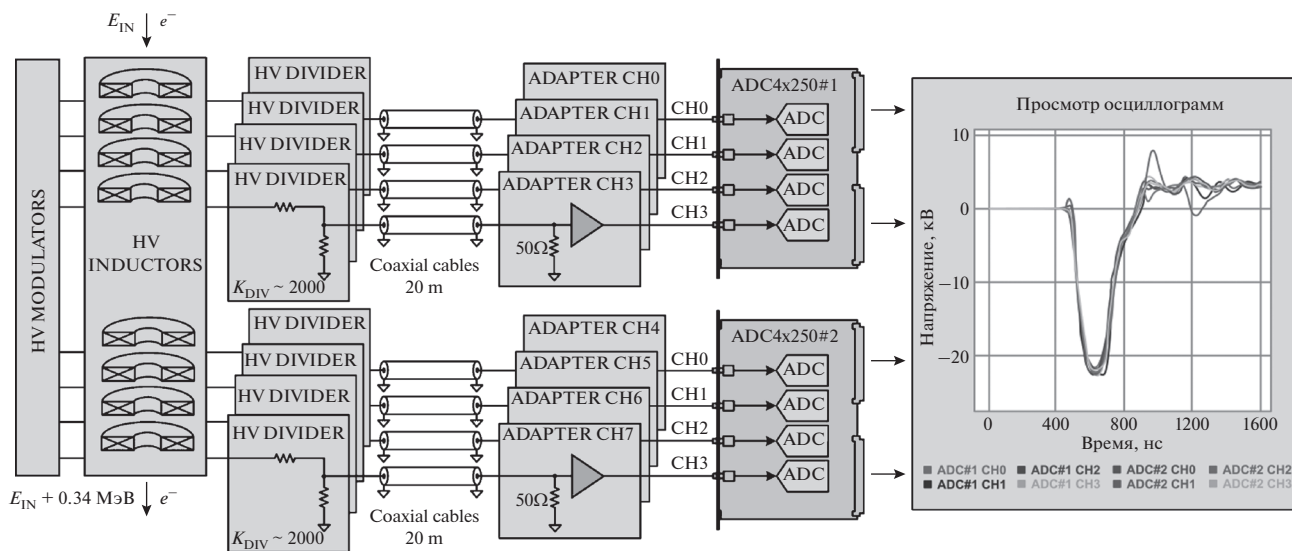 E_IN e⁻
HV MODULATORS
HV
INDUCTORS
E_IN + 0.34 МэВ e⁻
HV DIVIDER
HV DIVIDER
HV DIVIDER
HV DIVIDER
K_DIV ~ 2000
Coaxial cables
20 m
ADAPTER CH0
ADAPTER CH1
ADAPTER CH2
ADAPTER CH3
50Ω
CH0
CH1
CH2
CH3
ADC4x250#1
ADC
ADC
ADC
ADC
HV DIVIDER
HV DIVIDER
HV DIVIDER
HV DIVIDER
K_DIV ~ 2000
Coaxial cables
20 m
ADAPTER CH4
ADAPTER CH5
ADAPTER CH6
ADAPTER CH7
50Ω
CH0
CH1
CH2
CH3
ADC4x250#2
ADC
ADC
ADC
ADC
Просмотр осциллограмм
Напряжение, кВ
10
0
−10
−20
0 400 800 1200 1600
Время, нс
ADC#1 CH0 ADC#1 CH2 ADC#2 CH0 ADC#2 CH2
ADC#1 CH1 ADC#1 CH3 ADC#2 CH1 ADC#2 CH3